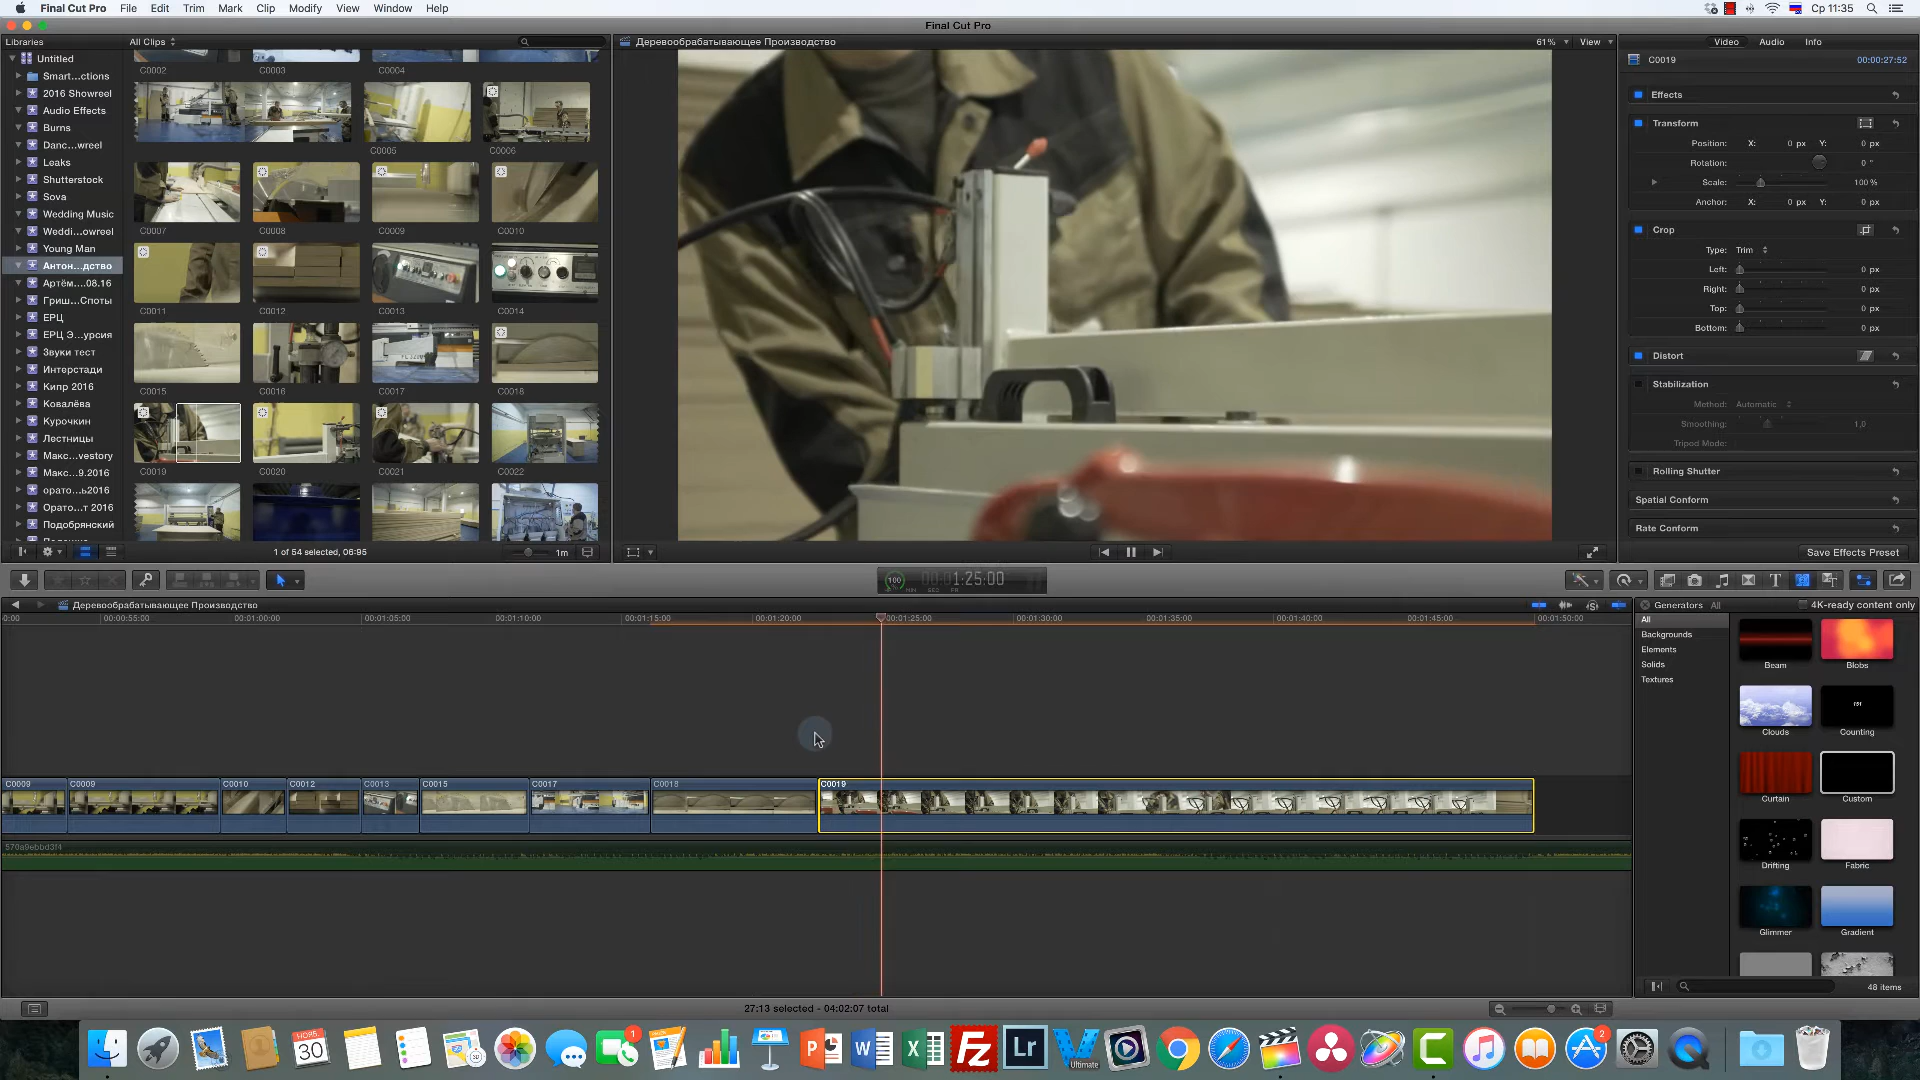 Final Cut Pro File Edit Trim Mark Clip Modify View Window Help
Ср 11:35
Final Cut Pro
Libraries
All Clips
Untitled
Smart...ctions
2016 Showreel
Audio Effects
Burns
Danc...wreel
Leaks
Shutterstock
Sova
Wedding Music
Weddi...owreel
Young Man
Антон...дство
Артём....08.16
Гриш...Споты
ЕРЦ
ЕРЦ Э...урсия
Звуки тест
Интерстади
Кипр 2016
Ковалёва
Курочкин
Лестницы
Макс...vestory
Макс...9.2016
орато...ь2016
Орато...т 2016
Подобрянский
C0002 C0003 C0004
C0005 C0006
C0007 C0008 C0009 C0010
C0011 C0012 C0013 C0014
C0015 C0016 C0017 C0018
C0019 C0020 C0021 C0022
1 of 54 selected, 06:95
1m
Деревообрабатывающее Производство
61%
View
Video Audio Info
C0019
00:00:27:52
Effects
Transform
Position: X: 0 px Y: 0 px
Rotation: 0 °
Scale: 100 %
Anchor: X: 0 px Y: 0 px
Crop
Type: Trim
Left: 0 px
Right: 0 px
Top: 0 px
Bottom: 0 px
Distort
Stabilization
Method: Automatic
Smoothing: 1,0
Tripod Mode:
Rolling Shutter
Spatial Conform
Rate Conform
Save Effects Preset
100
00:00:1:25:00
Деревообрабатывающее Производство
00:00:55:00 00:01:00:00 00:01:05:00 00:01:10:00 00:01:15:00 00:01:20:00 00:01:25:00 00:01:30:00 00:01:35:00 00:01:40:00 00:01:45:00 00:01:50:00
C0009 C0009 C0010 C0012 C0013 C0015 C0017 C0018 C0019
570a9ebbd3f4
Generators All
4K-ready content only
All
Backgrounds
Elements
Solids
Textures
Beam Blobs
Clouds Counting
Curtain Custom
Drifting Fabric
Glimmer Gradient
48 items
27:13 selected - 04:02:07 total
НОЯБ.
30
1
P
W
X
Fz
Lr
Ultimate
2